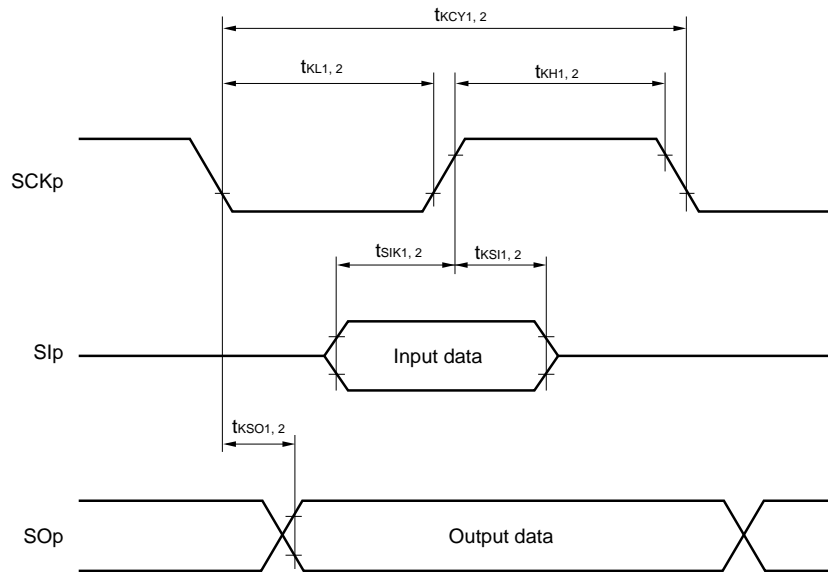 tKCY1, 2
tKL1, 2
tKH1, 2
SCKp
tSIK1, 2
tKSI1, 2
SIp
Input data
tKSO1, 2
SOp
Output data